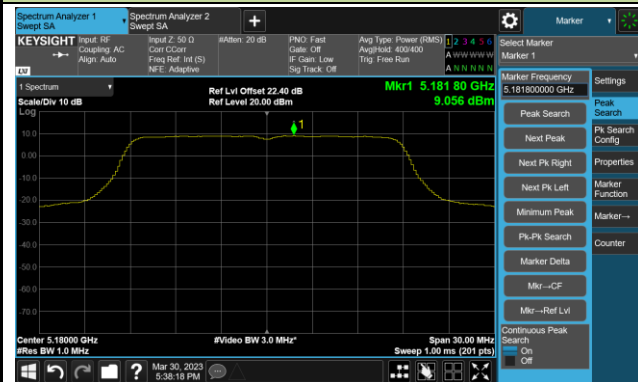 Spectrum Analyzer 1
Swept SA
Spectrum Analyzer 2
Swept SA
Marker
KEYSIGHT
Input: RF
Coupling: AC
Align: Auto
Input Z: 50 Ω
Corr CCorr
Freq Ref: Int (S)
NFE: Adaptive
#Atten: 20 dB
PNO: Fast
Gate: Off
IF Gain: Low
Sig Track: Off
Avg Type: Power (RMS)
Avg|Hold: 400/400
Trig: Free Run
1 2 3 4 5 6
A W W W W W
A N N N N N
LXI
Select Marker
Marker 1
1 Spectrum
Scale/Div 10 dB
Log
Ref Lvl Offset 22.40 dB
Ref Level 20.00 dBm
Mkr1 5.181 80 GHz
9.056 dBm
1
10.0
0.00
-10.0
-20.0
-30.0
-40.0
-50.0
-60.0
-70.0
Center 5.18000 GHz
#Res BW 1.0 MHz
#Video BW 3.0 MHz*
Span 30.00 MHz
Sweep 1.00 ms (201 pts)
Marker Frequency
5.181800000 GHz
Peak Search
Next Peak
Next Pk Right
Next Pk Left
Minimum Peak
Pk-Pk Search
Marker Delta
Mkr→CF
Mkr→Ref Lvl
Continuous Peak
Search
On
Off
Settings
Peak
Search
Pk Search
Config
Properties
Marker
Function
Marker→
Counter
Mar 30, 2023
5:38:18 PM